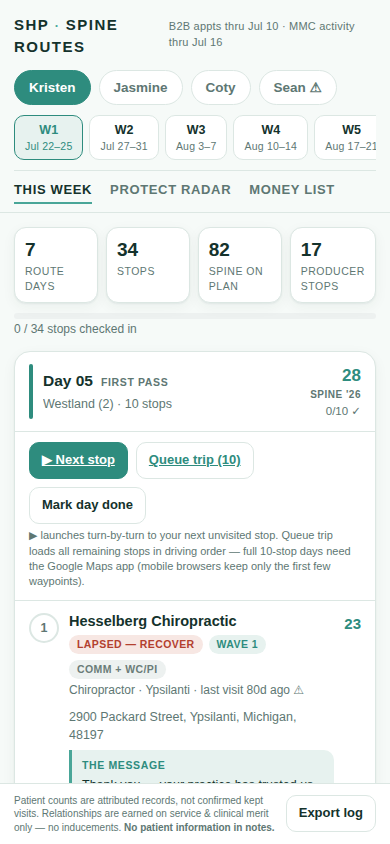 SHP · SPINE ROUTES
B2B appts thru Jul 10 · MMC activity thru Jul 16
Kristen
Jasmine
Coty
Sean ⚠
W1
Jul 22–25
W2
Jul 27–31
W3
Aug 3–7
W4
Aug 10–14
W5
Aug 17–21
THIS WEEK
PROTECT RADAR
MONEY LIST
7
ROUTE DAYS
34
STOPS
82
SPINE ON PLAN
17
PRODUCER STOPS
0 / 34 stops checked in
Day 05 FIRST PASS
Westland (2) · 10 stops
28
SPINE '26
0/10 ✓
▶ Next stop
Queue trip (10)
Mark day done
▶ launches turn-by-turn to your next unvisited stop. Queue trip
loads all remaining stops in driving order — full 10-stop days need
the Google Maps app (mobile browsers keep only the first few
waypoints).
1
Hesselberg Chiropractic
23
LAPSED — RECOVER
WAVE 1
COMM + WC/PI
Chiropractor · Ypsilanti · last visit 80d ago ⚠
2900 Packard Street, Ypsilanti, Michigan,
48197
THE MESSAGE
Patient counts are attributed records, not confirmed kept
visits. Relationships are earned on service & clinical merit
only — no inducements. No patient information in notes.
Export log